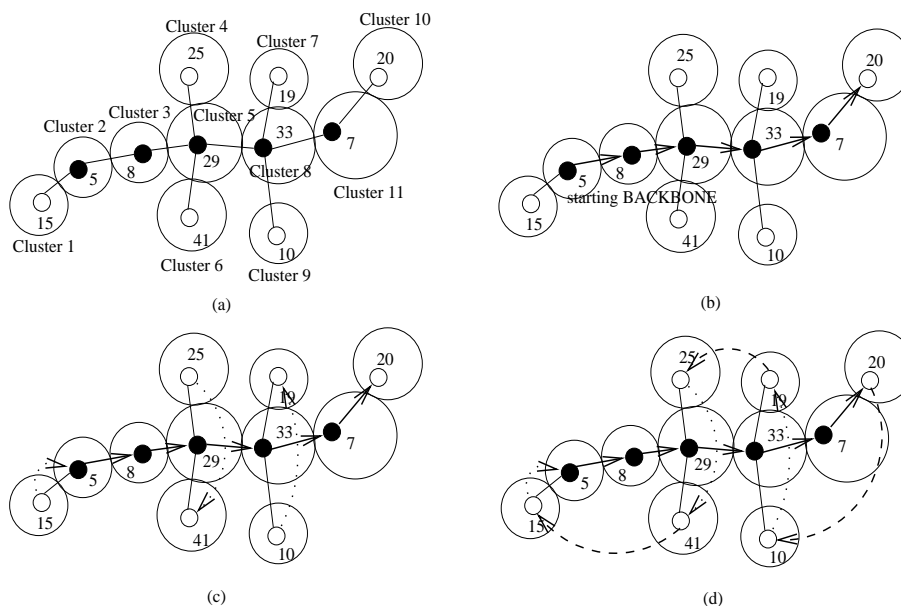 Cluster 4
25
Cluster 7
Cluster 10
20
19
Cluster 3
Cluster 5
33
7
Cluster 2
29
5
8
Cluster 8
Cluster 11
15
Cluster 1
41
10
Cluster 6
Cluster 9
(a)
25
20
19
33
7
29
5
8
starting BACKBONE
15
41
10
(b)
25
20
19
33
7
29
5
8
15
41
10
(c)
25
20
19
33
7
29
5
8
15
41
10
(d)